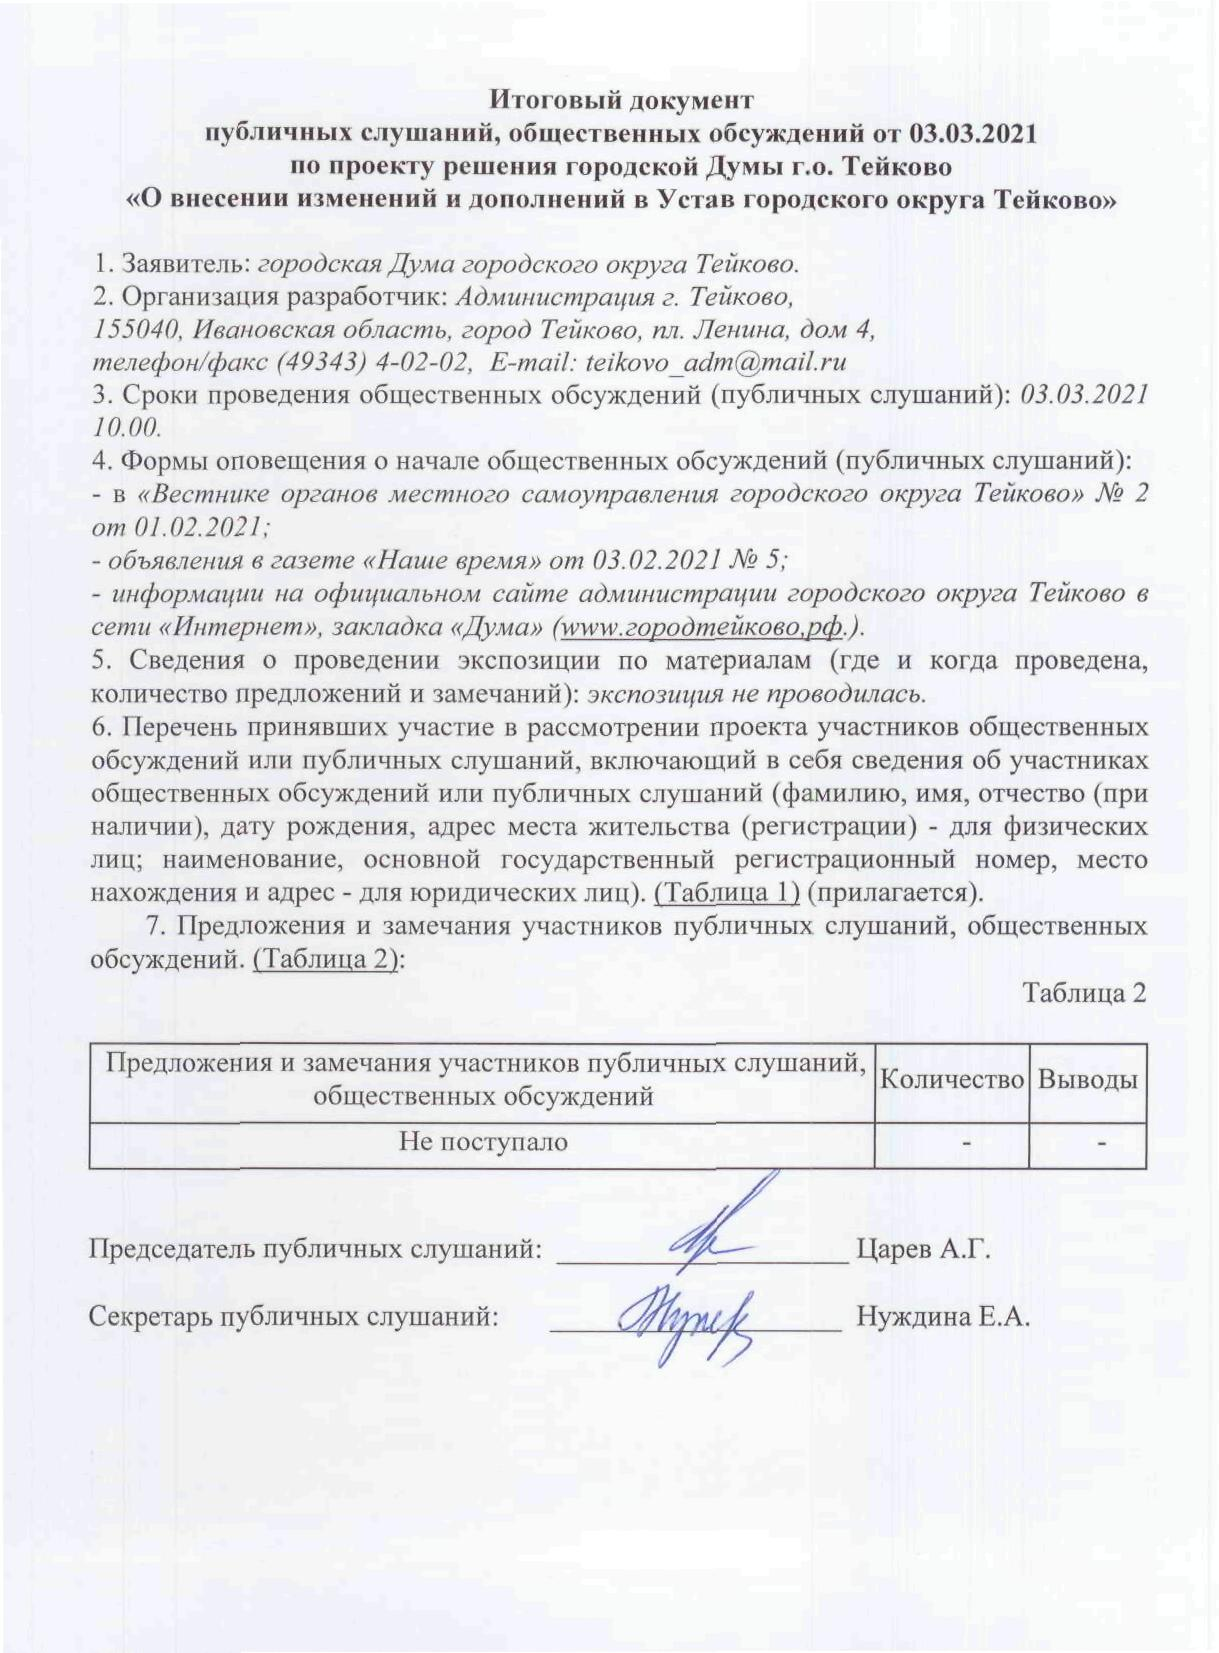 Итоговый документ
публичных слушаний, общественных обсуждений от 03.03.2021
по проекту решения городской Думы г.о. Тейково
«О внесении изменений и дополнений в Устав городского округа Тейково»
1. Заявитель: городская Дума городского округа Тейково.
2. Организация разработчик: Администрация г. Тейково,
155040, Ивановская область, город Тейково, пл. Ленина, дом 4,
телефон/факс (49343) 4-02-02, E-mail: teikovo_adm@mail.ru
3. Сроки проведения общественных обсуждений (публичных слушаний): 03.03.2021
10.00.
4. Формы оповещения о начале общественных обсуждений (публичных слушаний):
- в «Вестнике органов местного самоуправления городского округа Тейково» № 2
от 01.02.2021;
- объявления в газете «Наше время» от 03.02.2021 № 5;
- информации на официальном сайте администрации городского округа Тейково в
сети «Интернет», закладка «Дума» (www.городтейково,рф.).
5. Сведения о проведении экспозиции по материалам (где и когда проведена,
количество предложений и замечаний): экспозиция не проводилась.
6. Перечень принявших участие в рассмотрении проекта участников общественных
обсуждений или публичных слушаний, включающий в себя сведения об участниках
общественных обсуждений или публичных слушаний (фамилию, имя, отчество (при
наличии), дату рождения, адрес места жительства (регистрации) - для физических
лиц; наименование, основной государственный регистрационный номер, место
нахождения и адрес - для юридических лиц). (Таблица 1) (прилагается).
7. Предложения и замечания участников публичных слушаний, общественных
обсуждений. (Таблица 2):
Таблица 2
Предложения и замечания участников публичных слушаний,
общественных обсуждений
Количество
Выводы
Не поступало
-
-
Председатель публичных слушаний: ____________________ Царев А.Г.
Секретарь публичных слушаний: ____________________ Нуждина Е.А.